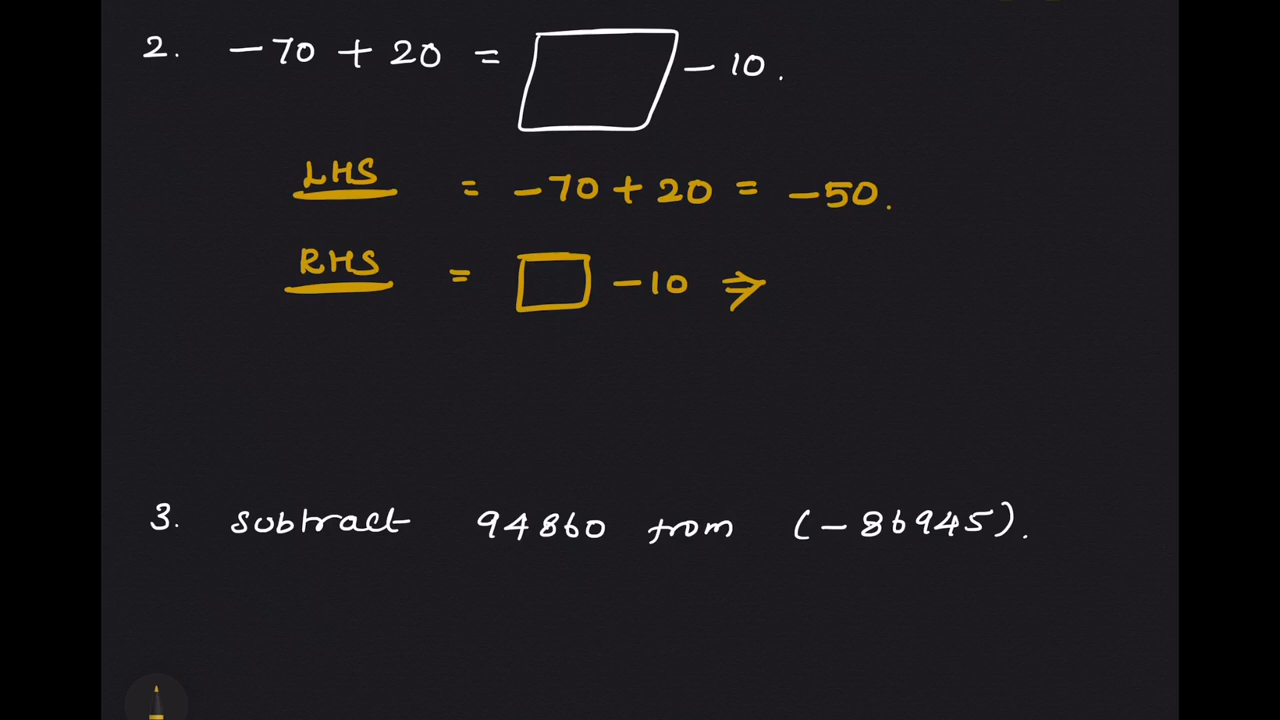 2. -70 + 20 = □ - 10.
LHS = -70 + 20 = -50.
RHS = □ - 10 ⇒
3. subtract 94860 from (-86945).